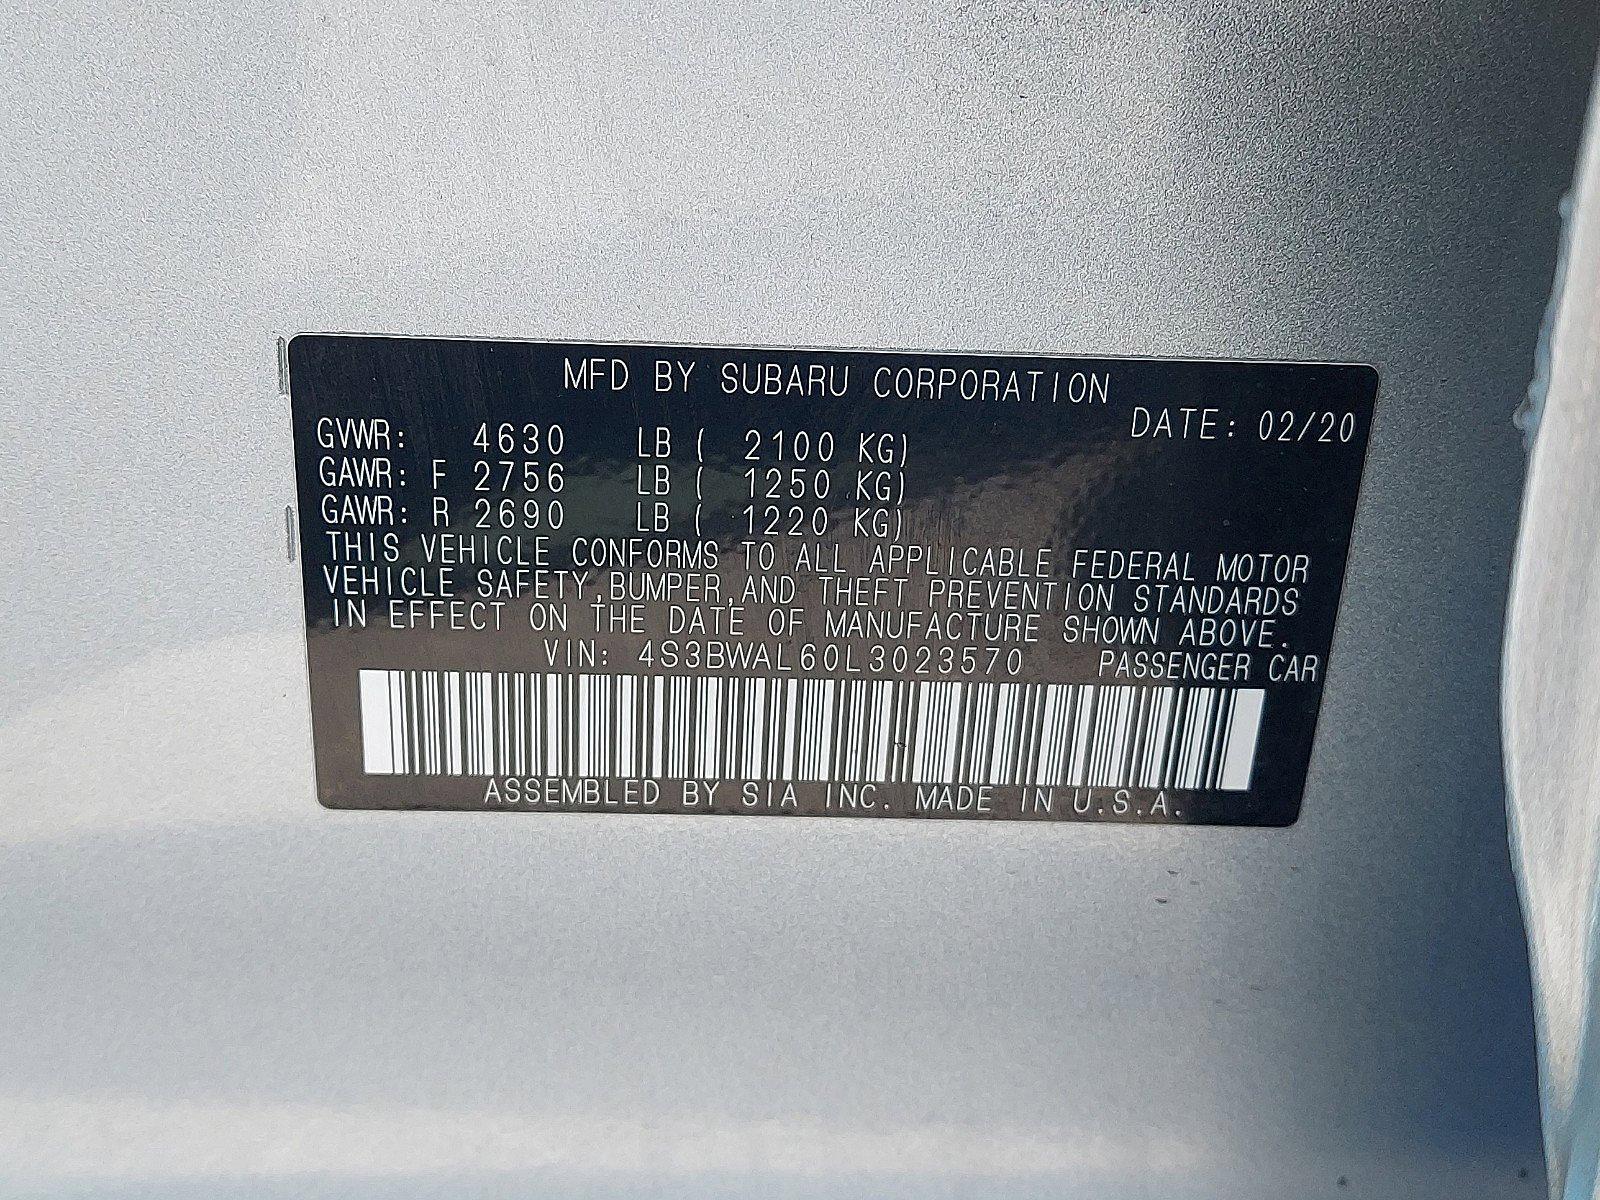 MFD BY SUBARU CORPORATION
DATE: 02/20
GVWR: 4630 LB ( 2100 KG)
GAWR: F 2756 LB ( 1250 KG)
GAWR: R 2690 LB ( 1220 KG)
THIS VEHICLE CONFORMS TO ALL APPLICABLE FEDERAL MOTOR
VEHICLE SAFETY,BUMPER,AND THEFT PREVENTION STANDARDS
IN EFFECT ON THE DATE OF MANUFACTURE SHOWN ABOVE.
VIN: 4S3BWAL60L3023570 PASSENGER CAR
ASSEMBLED BY SIA INC. MADE IN U.S.A.